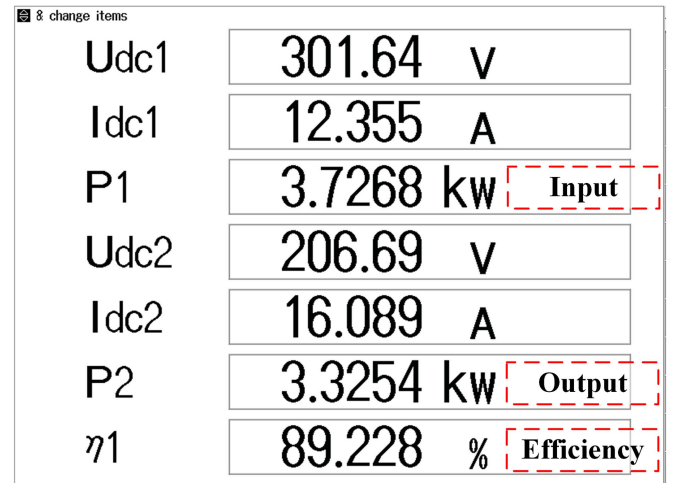 & change items
Udc1 301.64 V
Idc1 12.355 A
P1 3.7268 kW Input
Udc2 206.69 V
Idc2 16.089 A
P2 3.3254 kW Output
η1 89.228 % Efficiency